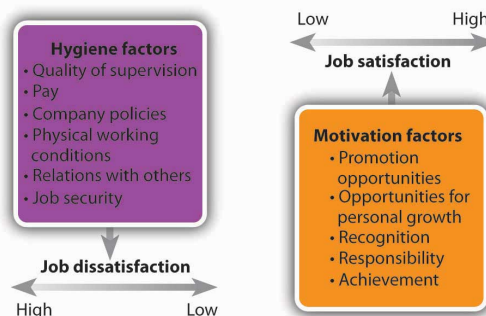 Hygiene factors
• Quality of supervision
• Pay
• Company policies
• Physical working
conditions
• Relations with others
• Job security
Job dissatisfaction
High Low
Low High
Job satisfaction
Motivation factors
• Promotion
opportunities
• Opportunities for
personal growth
• Recognition
• Responsibility
• Achievement